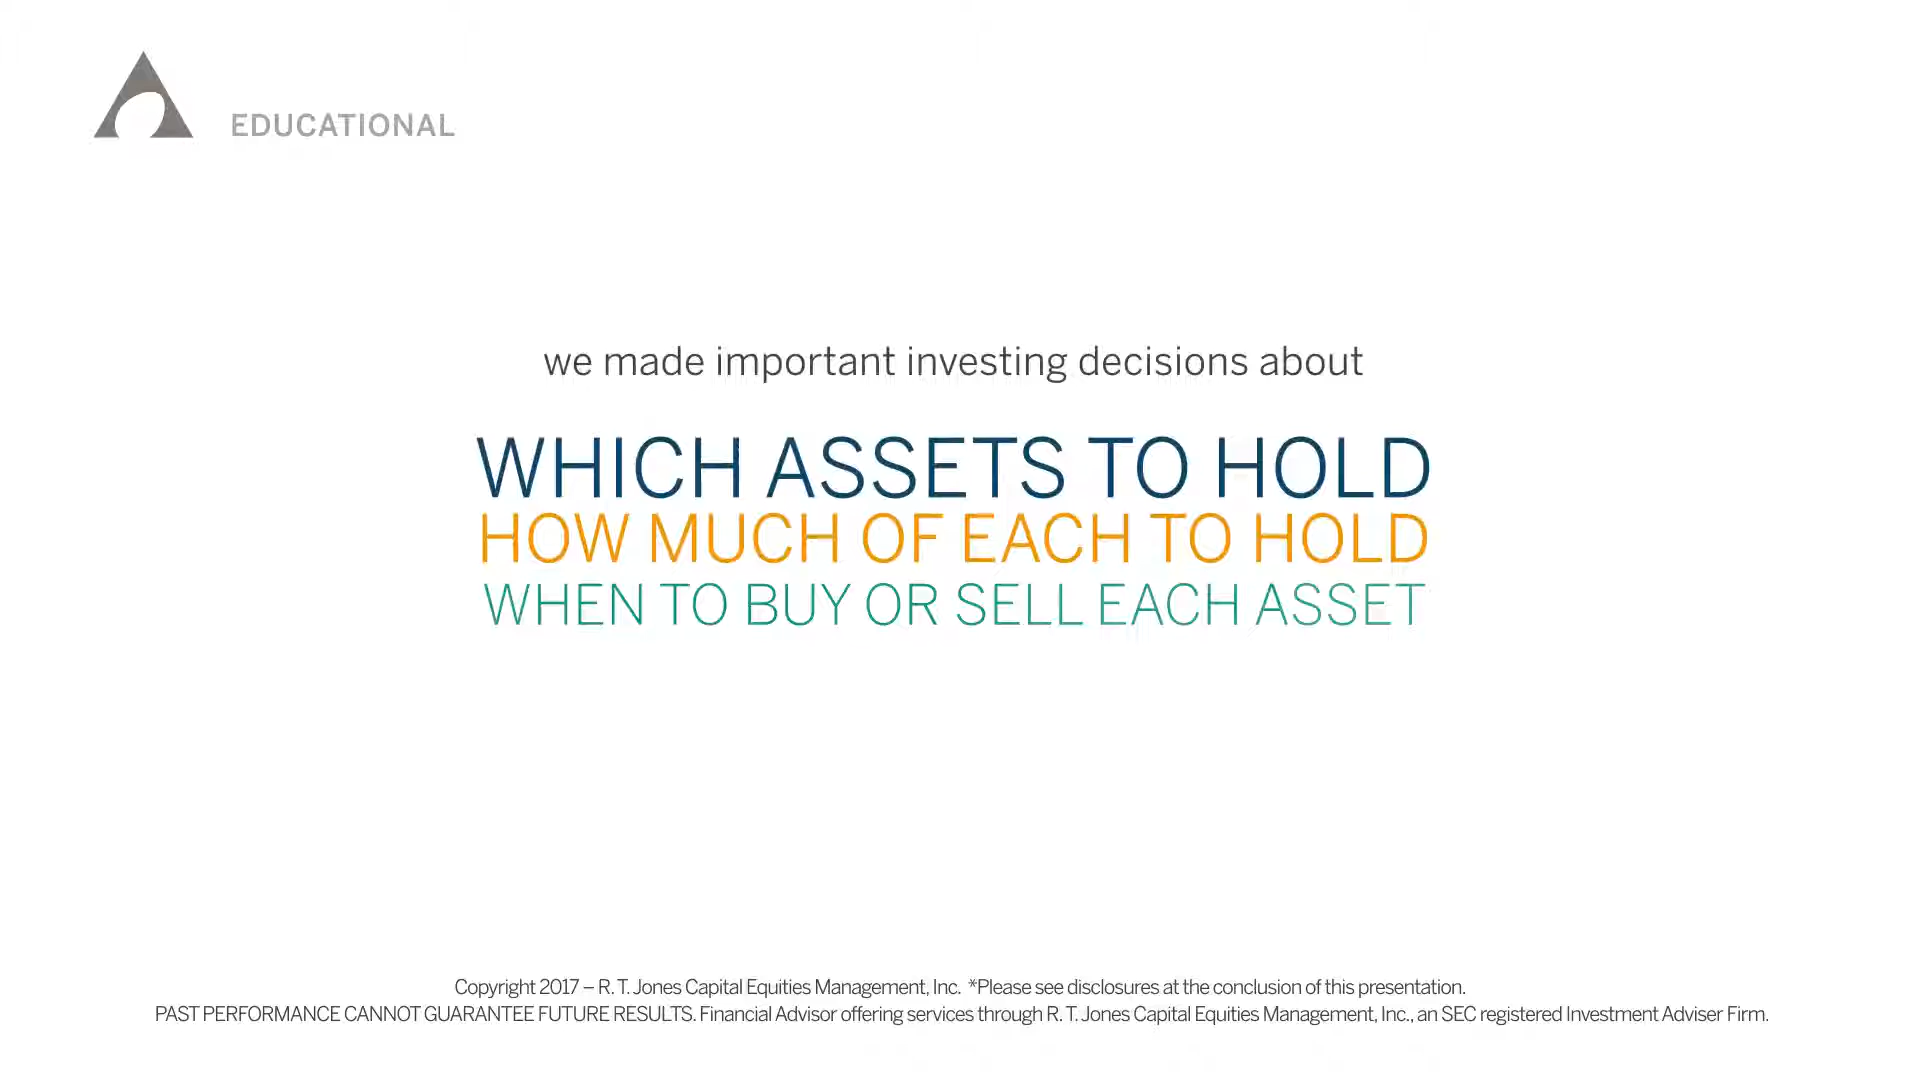 EDUCATIONAL
we made important investing decisions about
WHICH ASSETS TO HOLD
HOW MUCH OF EACH TO HOLD
WHEN TO BUY OR SELL EACH ASSET
Copyright 2017 – R. T. Jones Capital Equities Management, Inc. *Please see disclosures at the conclusion of this presentation.
PAST PERFORMANCE CANNOT GUARANTEE FUTURE RESULTS. Financial Advisor offering services through R. T. Jones Capital Equities Management, Inc., an SEC registered Investment Adviser Firm.